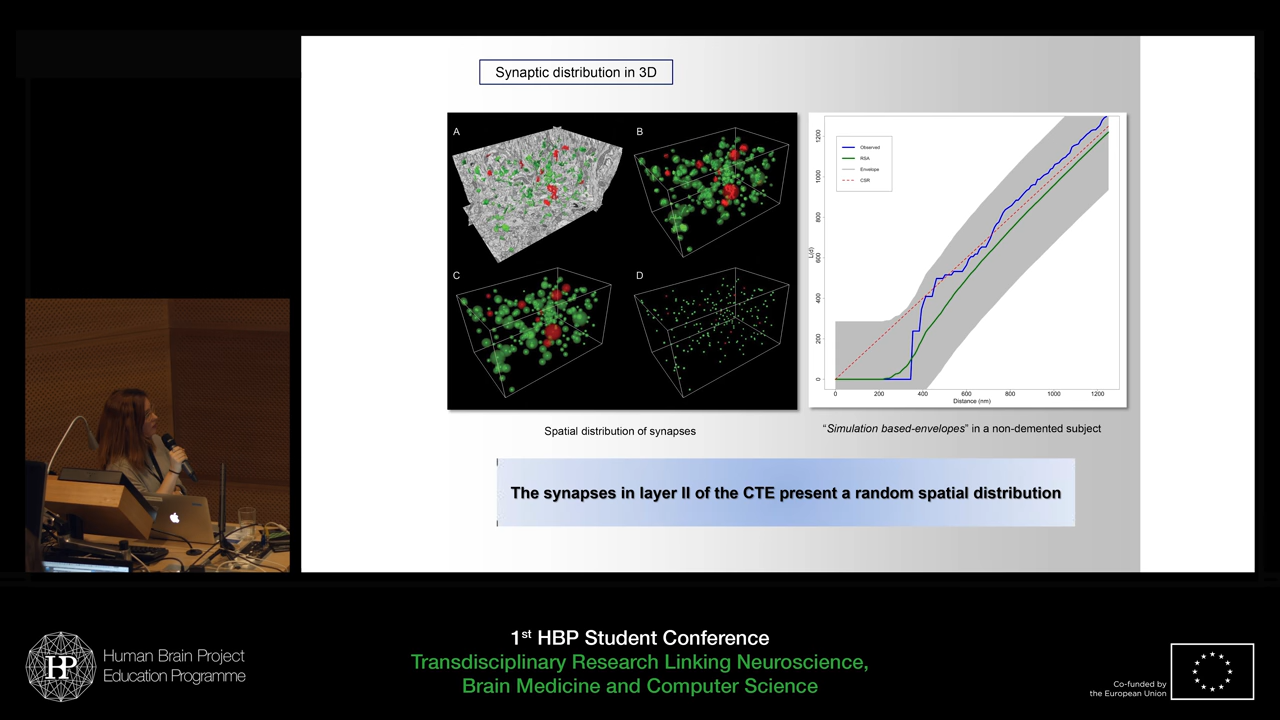 Synaptic distribution in 3D
A
B
C
D
Observed
RSA
Envelope
CSR
L(d)
0
200
400
600
800
1000
1200
0
200
400
600
800
1000
1200
Distance (nm)
Spatial distribution of synapses
“Simulation based-envelopes” in a non-demented subject
The synapses in layer II of the CTE present a random spatial distribution
HBP
Human Brain Project
Education Programme
1st HBP Student Conference
Transdisciplinary Research Linking Neuroscience,
Brain Medicine and Computer Science
Co-funded by
the European Union